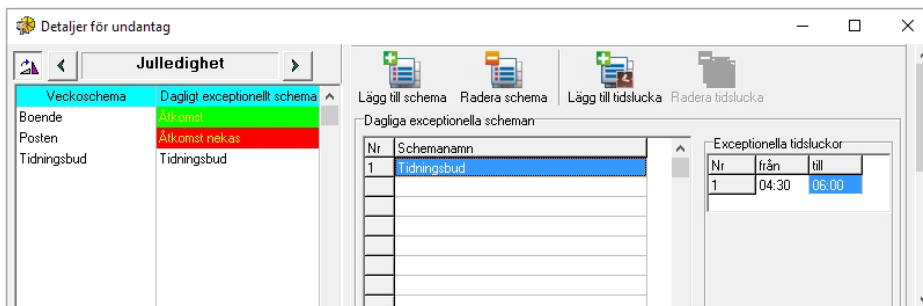 Detaljer för undantag
Julledighet
Veckoschema Dagligt exceptionellt schema
Boende Åtkomst
Posten Åtkomst nekas
Tidningsbud Tidningsbud
Lägg till schema Radera schema Lägg till tidslucka Radera tidslucka
Dagliga exceptionella scheman
Nr Schemanamn
1 Tidningsbud
Exceptionella tidsluckor
Nr från till
1 04:30 06:00